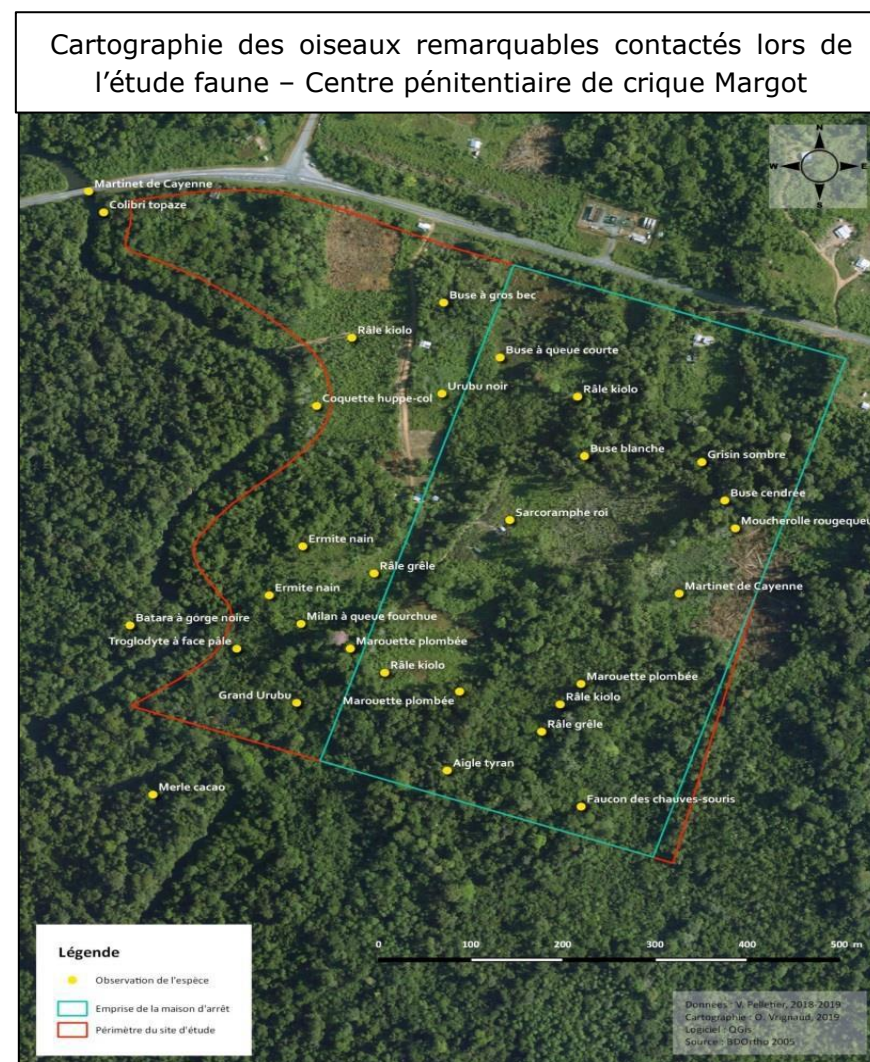 Cartographie des oiseaux remarquables contactés lors de
l'étude faune – Centre pénitentiaire de crique Margot
N
W
E
S
Martinet de Cayenne
Colibri topaze
Buse à gros bec
Râle kiolo
Buse à queue courte
Urubu noir
Râle kiolo
Coquette huppe-col
Buse blanche
Grisin sombre
Buse cendrée
Sarcoramphe roi
Moucherolle rougequeue
Ermite nain
Râle grêle
Ermite nain
Martinet de Cayenne
Batara à gorge noire
Milan à queue fourchue
Troglodyte à face pâle
Marouette plombée
Râle kiolo
Marouette plombée
Grand Urubu
Marouette plombée
Râle kiolo
Râle grêle
Aigle tyran
Merle cacao
Faucon des chauves-souris
Légende
Observation de l'espèce
Emprise de la maison d'arrêt
Périmètre du site d'étude
0 100 200 300 400 500 m
Données : V. Pelletier, 2018-2019
Cartographie : O. Vrignaud, 2019
Logiciel : QGis
Source : BDOrtho 2005